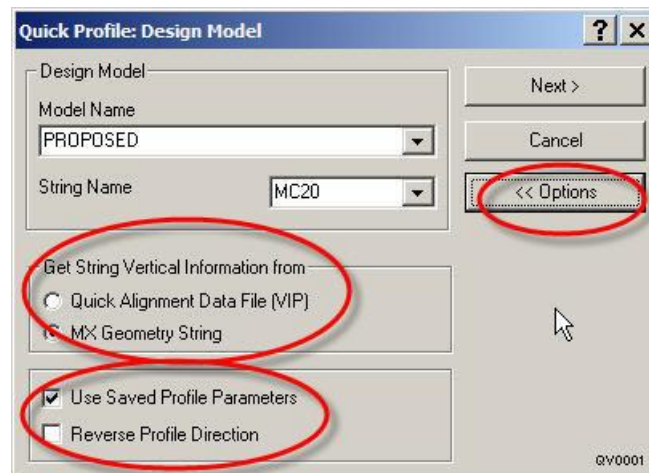 Quick Profile: Design Model
Design Model
Model Name
PROPOSED
String Name
MC20
Next >
Cancel
<< Options
Get String Vertical Information from
Quick Alignment Data File (VIP)
MX Geometry String
Use Saved Profile Parameters
Reverse Profile Direction
QV0001